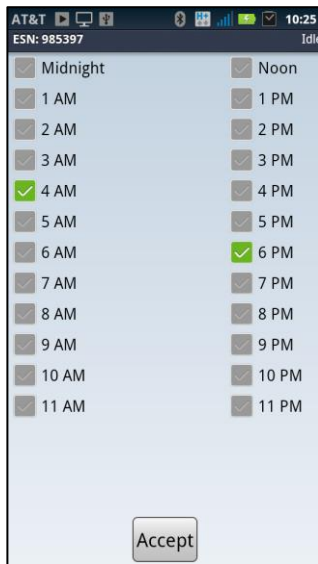 AT&T 10:25
ESN: 985397 Idle
Midnight Noon
1 AM 1 PM
2 AM 2 PM
3 AM 3 PM
4 AM 4 PM
5 AM 5 PM
6 AM 6 PM
7 AM 7 PM
8 AM 8 PM
9 AM 9 PM
10 AM 10 PM
11 AM 11 PM
Accept